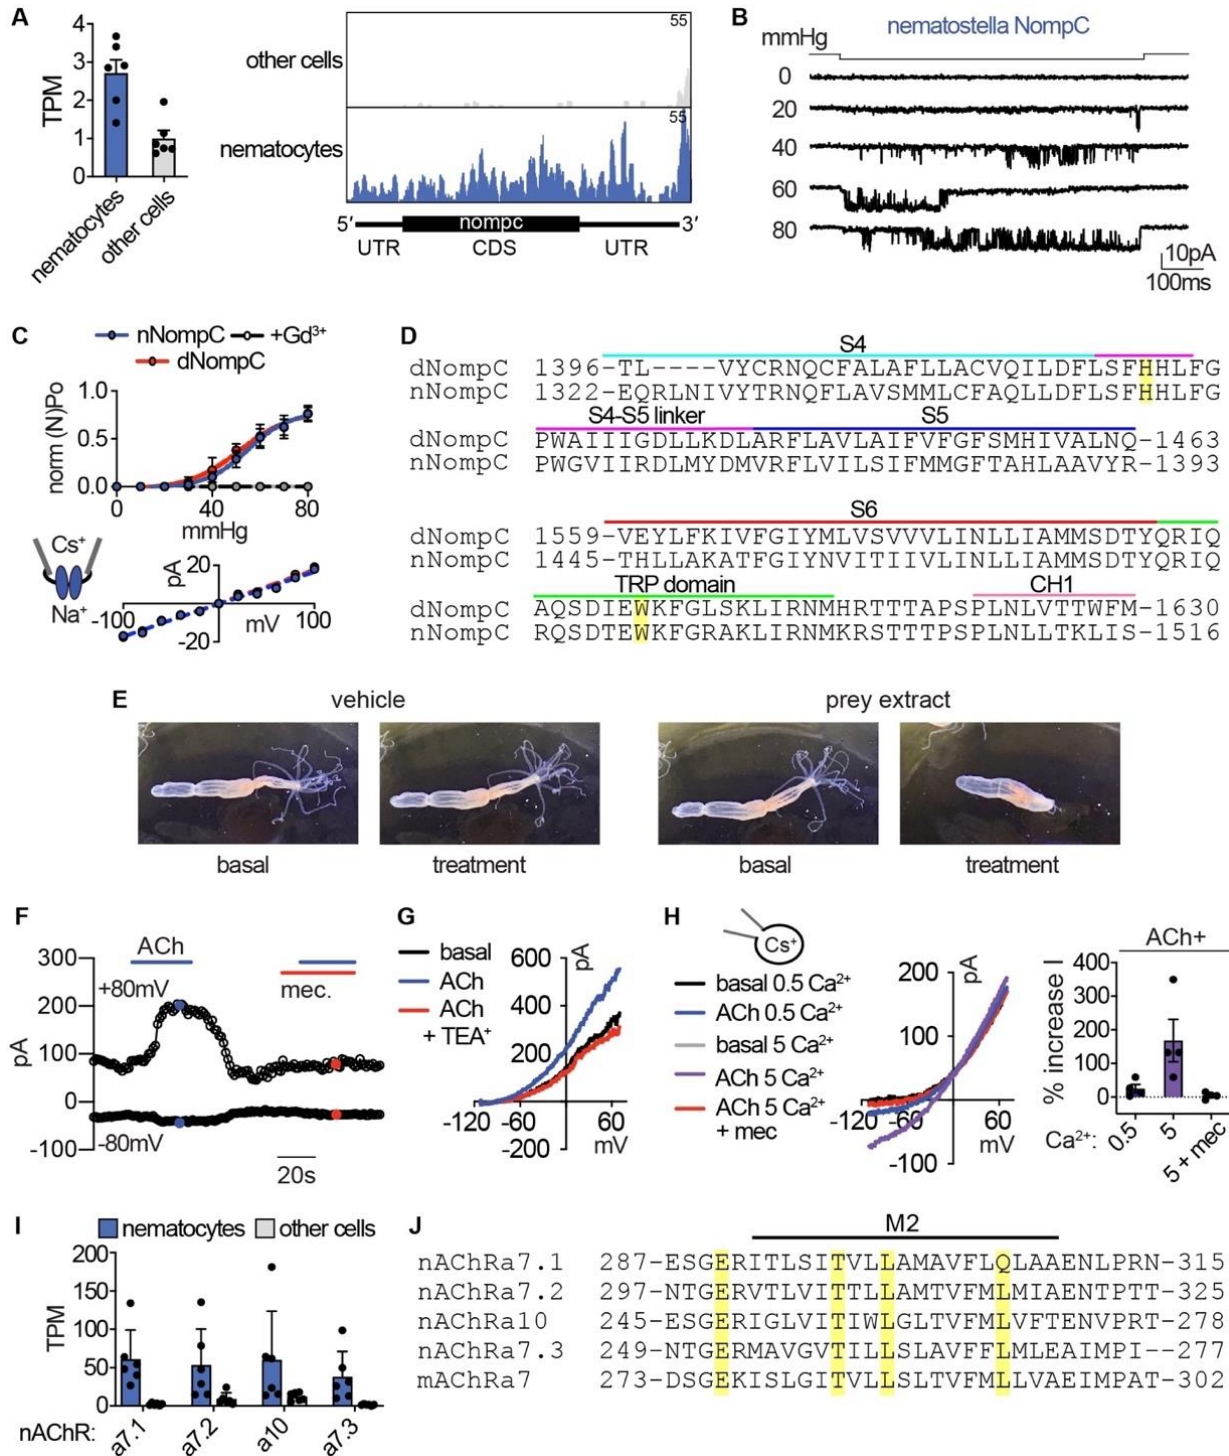 A
TPM
4
3
2
1
0
nematocytes
other cells
other cells
nematocytes
55
55
5′
nompc
3′
UTR
CDS
UTR
B
nematostella NompC
mmHg
0
20
40
60
80
10pA
100ms
C
nNompC
+Gd³⁺
dNompC
norm (N)Po
1.0
0.5
0.0
0
40
80
mmHg
Cs⁺
Na⁺
pA
20
-100
mV
100
-20
D
S4
dNompC 1396-TL----VYCRNQCFALAFLLACVQILDFLSFHHLFG
nNompC 1322-EQRLNIVYTRNQFLAVSMMLCFAQLLDFLSFHHLFG
S4-S5 linker
S5
dNompC PWAIIIGDLLKDLARFLAVLAIFVFGFSMHIVALNQ-1463
nNompC PWGVIIRDLMYDMVRFLVILSIFMMGFTAHLAAVYR-1393
S6
dNompC 1559-VEYLFKIVFGIYMLVSVVVLINLLIAMMSDTYQRIQ
nNompC 1445-THLLAKATFGIYNVITIIVLINLLIAMMSDTYQRIQ
TRP domain
CH1
dNompC AQSDIEWKFGLSKLIRNMHRTTTAPSPLNLVTTWFM-1630
nNompC RQSDTEWKFGRAKLIRNMKRSTTTPSPLNLLTKLIS-1516
E
vehicle
prey extract
basal
treatment
basal
treatment
F
ACh
mec.
+80mV
-80mV
pA
300
200
100
0
-100
20s
G
basal
ACh
ACh
+ TEA⁺
pA
600
400
200
-120
-60
60
-200
mV
H
Cs⁺
basal 0.5 Ca²⁺
ACh 0.5 Ca²⁺
basal 5 Ca²⁺
ACh 5 Ca²⁺
ACh 5 Ca²⁺
+ mec
pA
200
100
-120
-60
60
mV
-100
ACh+
% increase I
400
300
200
100
0
Ca²⁺:
0.5
5
5 + mec
I
nematocytes
other cells
TPM
200
150
100
50
0
nAChR:
a7.1
a7.2
a10
a7.3
J
M2
nAChRa7.1 287-ESGERITLSITVLLAMAVFLQLAAENLPRN-315
nAChRa7.2 297-NTGERVTLVITTLLAMTVFMLMIAENTPTT-325
nAChRa10 245-ESGERIGLVITIWLGLTVFMLVFTENVPRT-278
nAChRa7.3 249-NTGERMAVGVTILLSLAVFFLMLEAIMPI--277
mAChRa7 273-DSGEKISLGITVLLSLTVFMLLVAEIMPAT-302